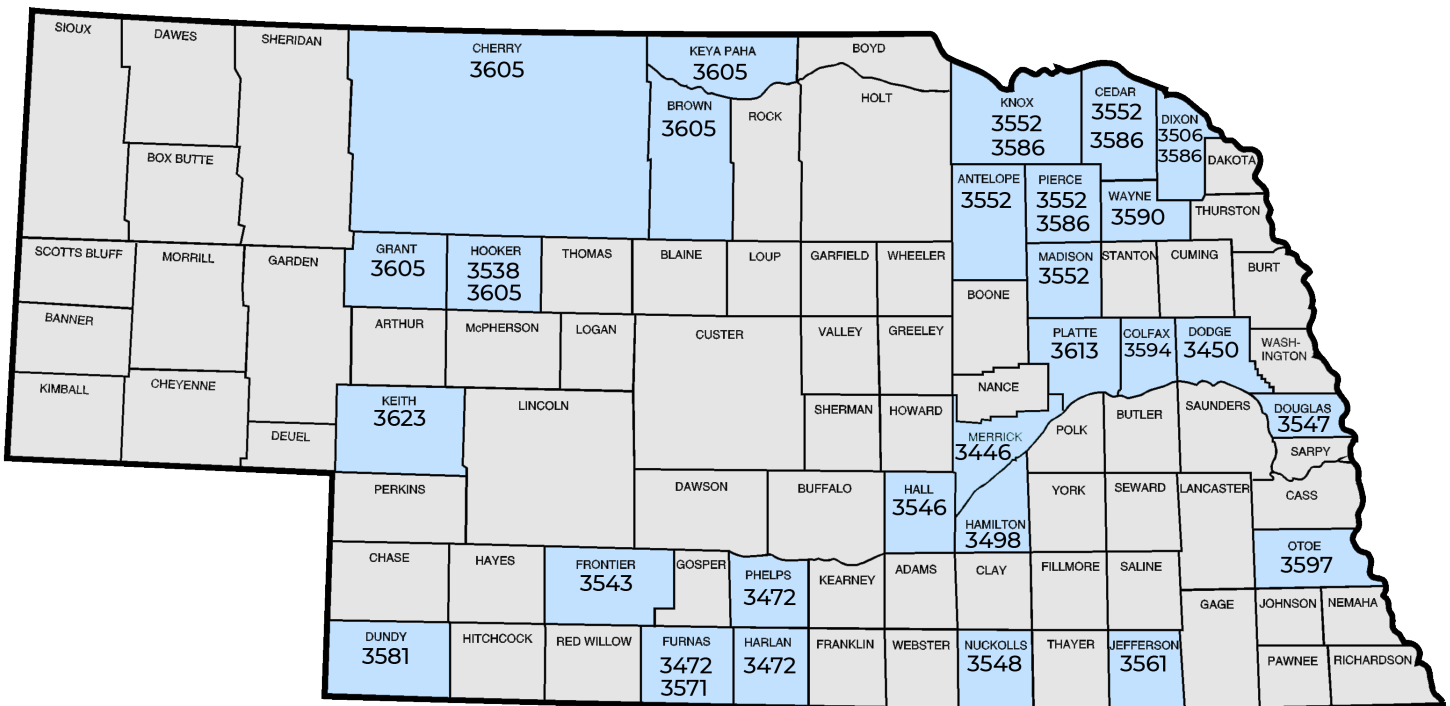 SIOUX
DAWES
SHERIDAN
CHERRY
3605
KEYA PAHA
3605
BOYD
BROWN
3605
ROCK
HOLT
KNOX
3552
3586
CEDAR
3552
3586
DIXON
3506
3586
DAKOTA
BOX BUTTE
ANTELOPE
3552
PIERCE
3552
3586
WAYNE
3590
THURSTON
SCOTTS BLUFF
MORRILL
GARDEN
GRANT
3605
HOOKER
3538
3605
THOMAS
BLAINE
LOUP
GARFIELD
WHEELER
MADISON
3552
STANTON
CUMING
BURT
BANNER
ARTHUR
McPHERSON
LOGAN
CUSTER
VALLEY
GREELEY
BOONE
PLATTE
3613
COLFAX
3594
DODGE
3450
WASH-
INGTON
KIMBALL
CHEYENNE
DEUEL
KEITH
3623
LINCOLN
SHERMAN
HOWARD
NANCE
MERRICK
3446
POLK
BUTLER
SAUNDERS
DOUGLAS
3547
SARPY
PERKINS
DAWSON
BUFFALO
HALL
3546
HAMILTON
3498
YORK
SEWARD
LANCASTER
CASS
OTOE
3597
CHASE
HAYES
FRONTIER
3543
GOSPER
PHELPS
3472
KEARNEY
ADAMS
CLAY
FILLMORE
SALINE
GAGE
JOHNSON
NEMAHA
DUNDY
3581
HITCHCOCK
RED WILLOW
FURNAS
3472
3571
HARLAN
3472
FRANKLIN
WEBSTER
NUCKOLLS
3548
THAYER
JEFFERSON
3561
PAWNEE
RICHARDSON